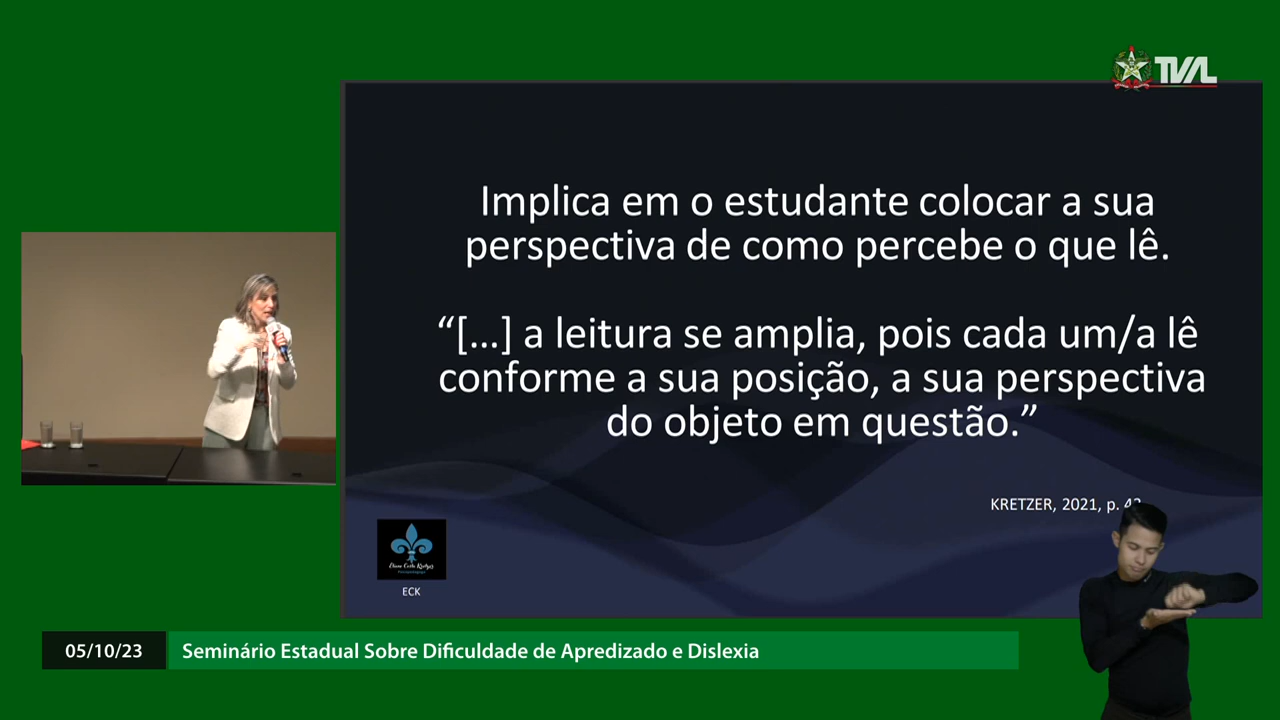 TVAL
Implica em o estudante colocar a sua
perspectiva de como percebe o que lê.
“[...] a leitura se amplia, pois cada um/a lê
conforme a sua posição, a sua perspectiva
do objeto em questão.”
KRETZER, 2021, p.
ECK
05/10/23
Seminário Estadual Sobre Dificuldade de Apredizado e Dislexia